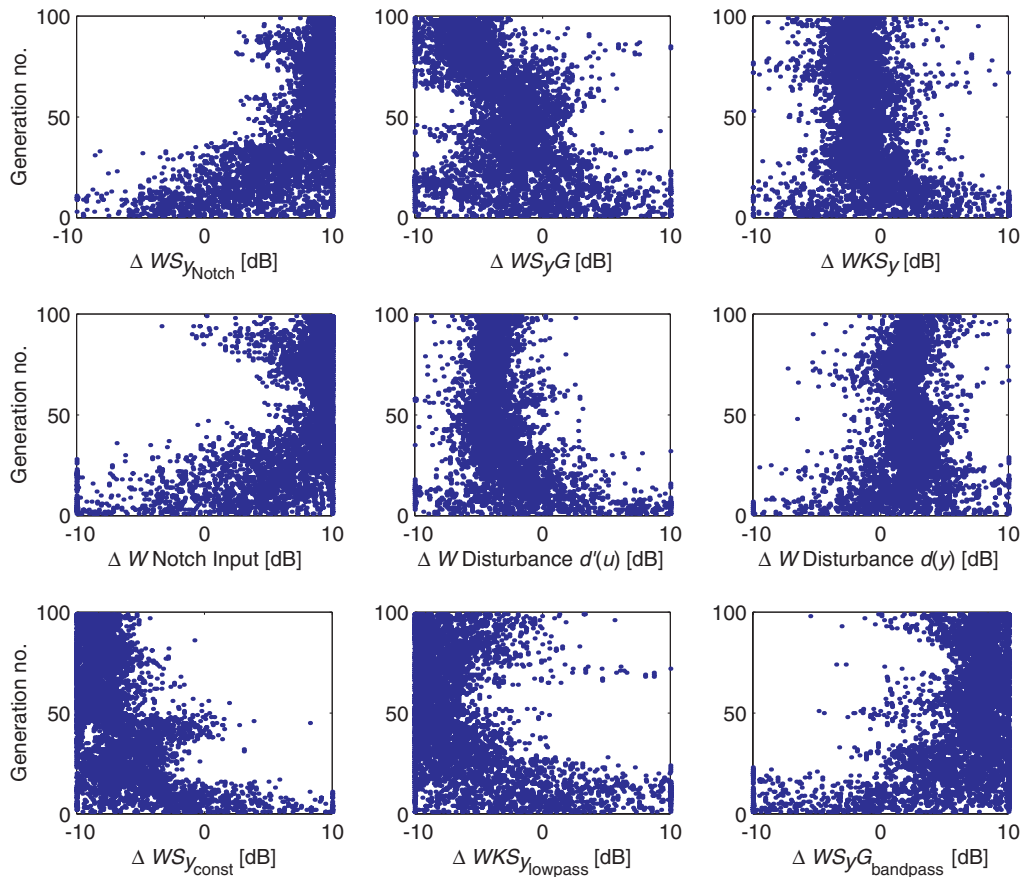 Generation no.
100
50
0
-10 0 10
Δ WSy_Notch [dB]
100
50
0
-10 0 10
Δ WSyG [dB]
100
50
0
-10 0 10
Δ WKSy [dB]
Generation no.
100
50
0
-10 0 10
Δ W Notch Input [dB]
100
50
0
-10 0 10
Δ W Disturbance d'(u) [dB]
100
50
0
-10 0 10
Δ W Disturbance d(y) [dB]
Generation no.
100
50
0
-10 0 10
Δ WSy_const [dB]
100
50
0
-10 0 10
Δ WKSy_lowpass [dB]
100
50
0
-10 0 10
Δ WSyG_bandpass [dB]